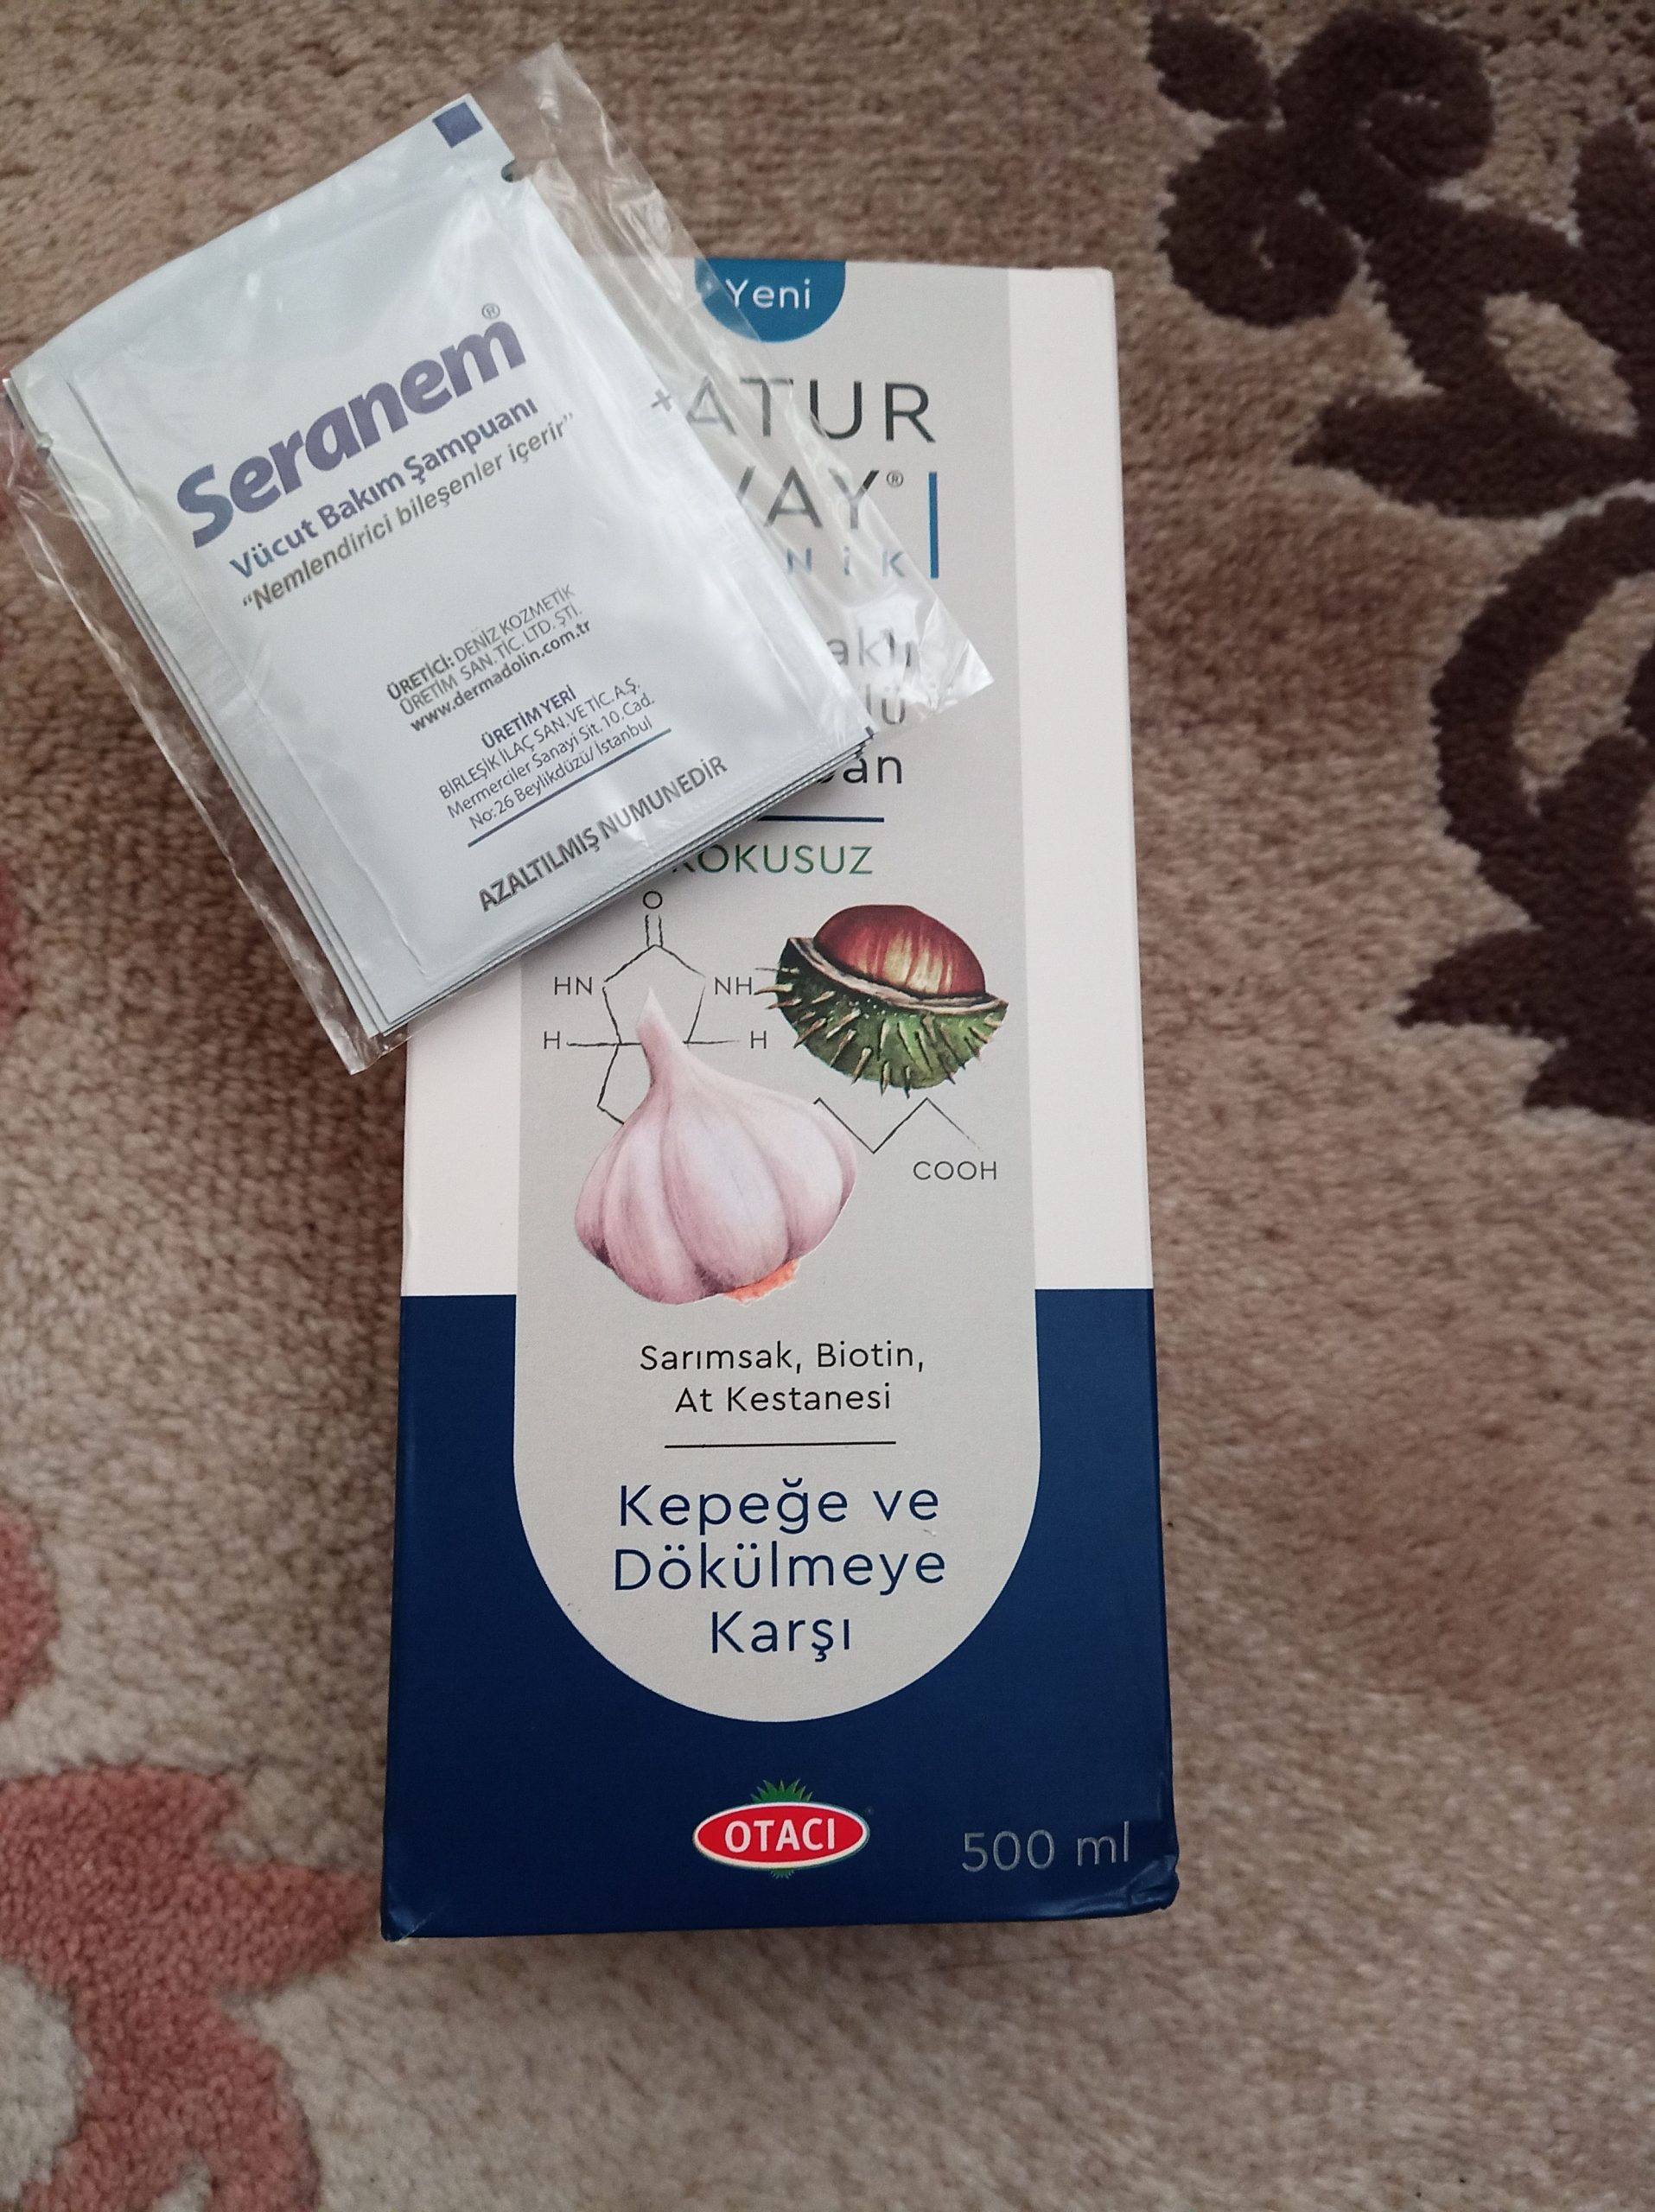 Seranem®
Vücut Bakım Şampuanı
“Nemlendirici bileşenler içerir”
ÜRETİCİ: DENİZ KOZMETİK
ÜRETİM SAN. TİC. LTD. ŞTİ.
www.dermadolin.com.tr
ÜRETİM YERİ
BİRLEŞİK İLAÇ SAN. VE TİC. A.Ş.
Mermerciler Sanayi Sit. 10. Cad.
No: 26 Beylikdüzü/ İstanbul
AZALTILMIŞ NUMUNEDİR
Yeni
ATUR
WAY®
KOKUSUZ
O
HN NH
H H
COOH
Sarımsak, Biotin,
At Kestanesi
Kepeğe ve
Dökülmeye
Karşı
OTACI
500 ml